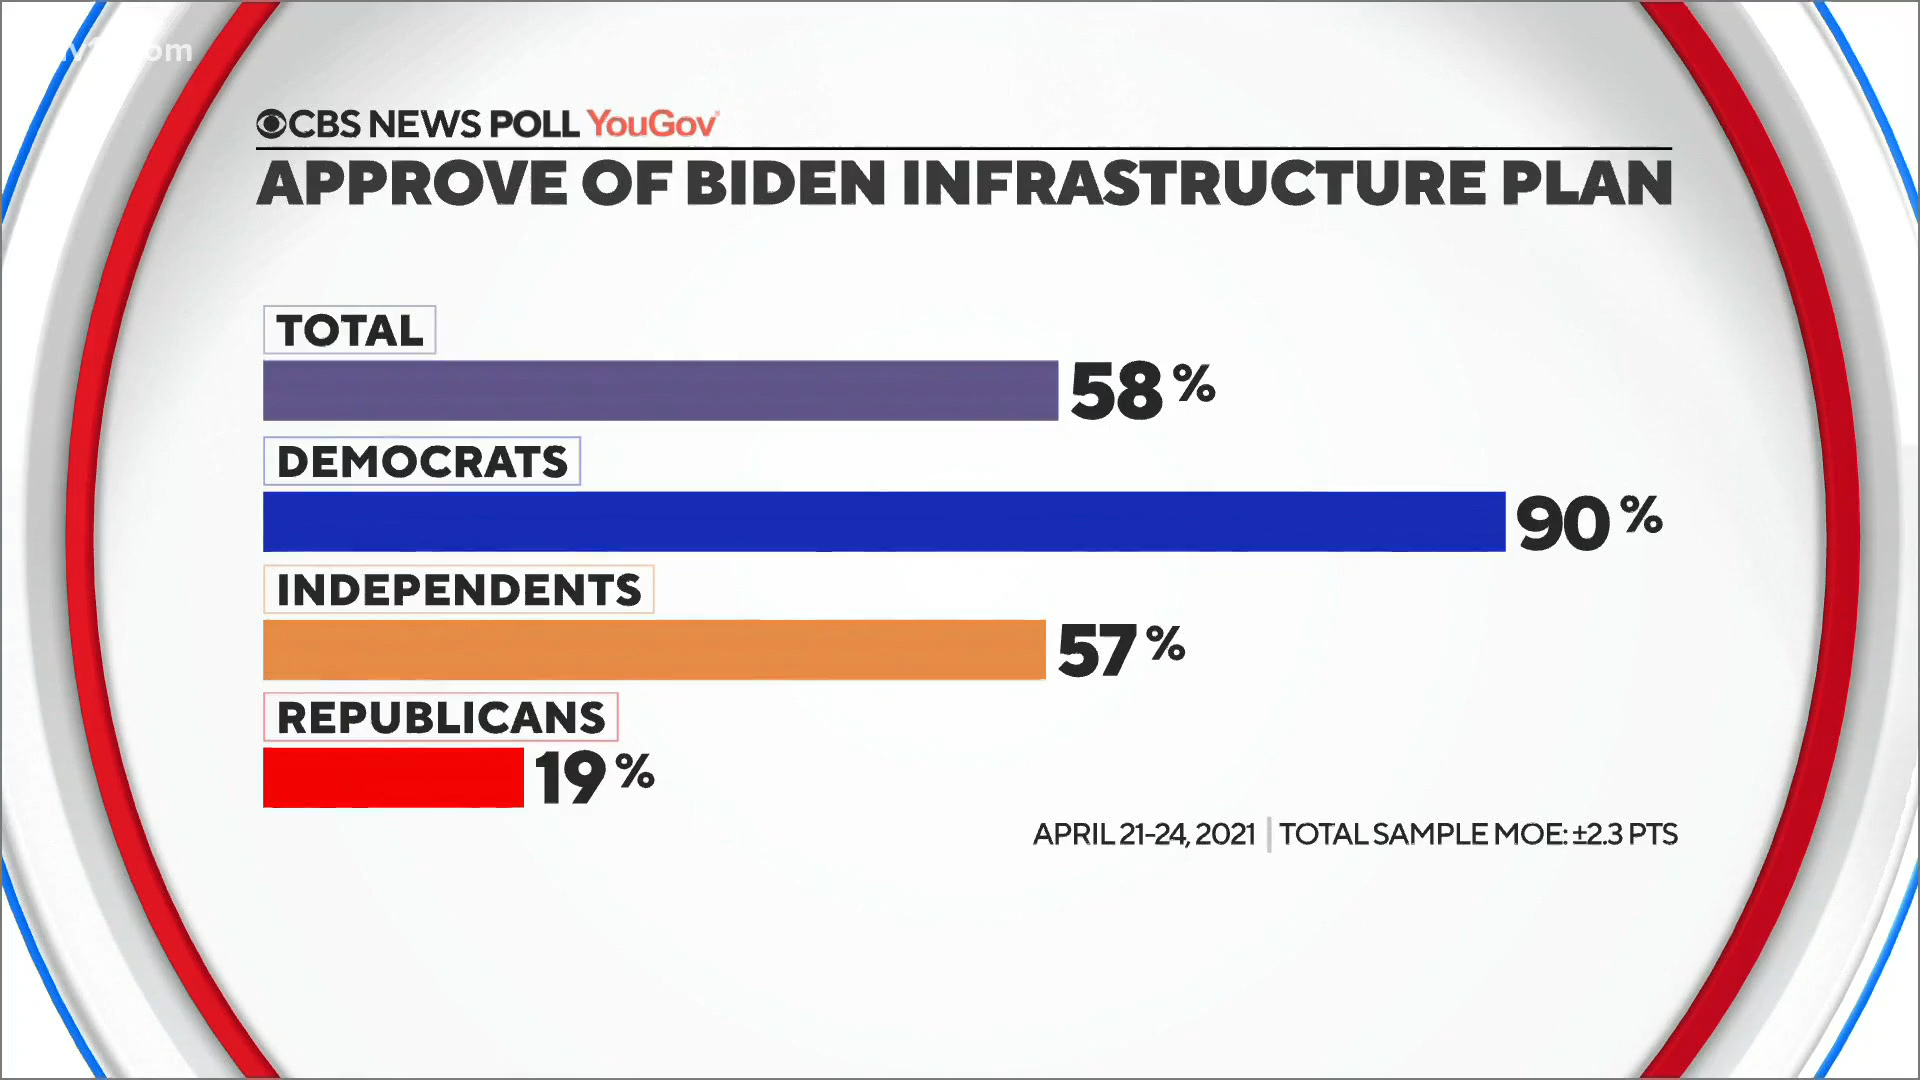 CBS NEWS POLL YouGov
APPROVE OF BIDEN INFRASTRUCTURE PLAN
TOTAL
58%
DEMOCRATS
90%
INDEPENDENTS
57%
REPUBLICANS
19%
APRIL 21-24, 2021 | TOTAL SAMPLE MOE: ±2.3 PTS